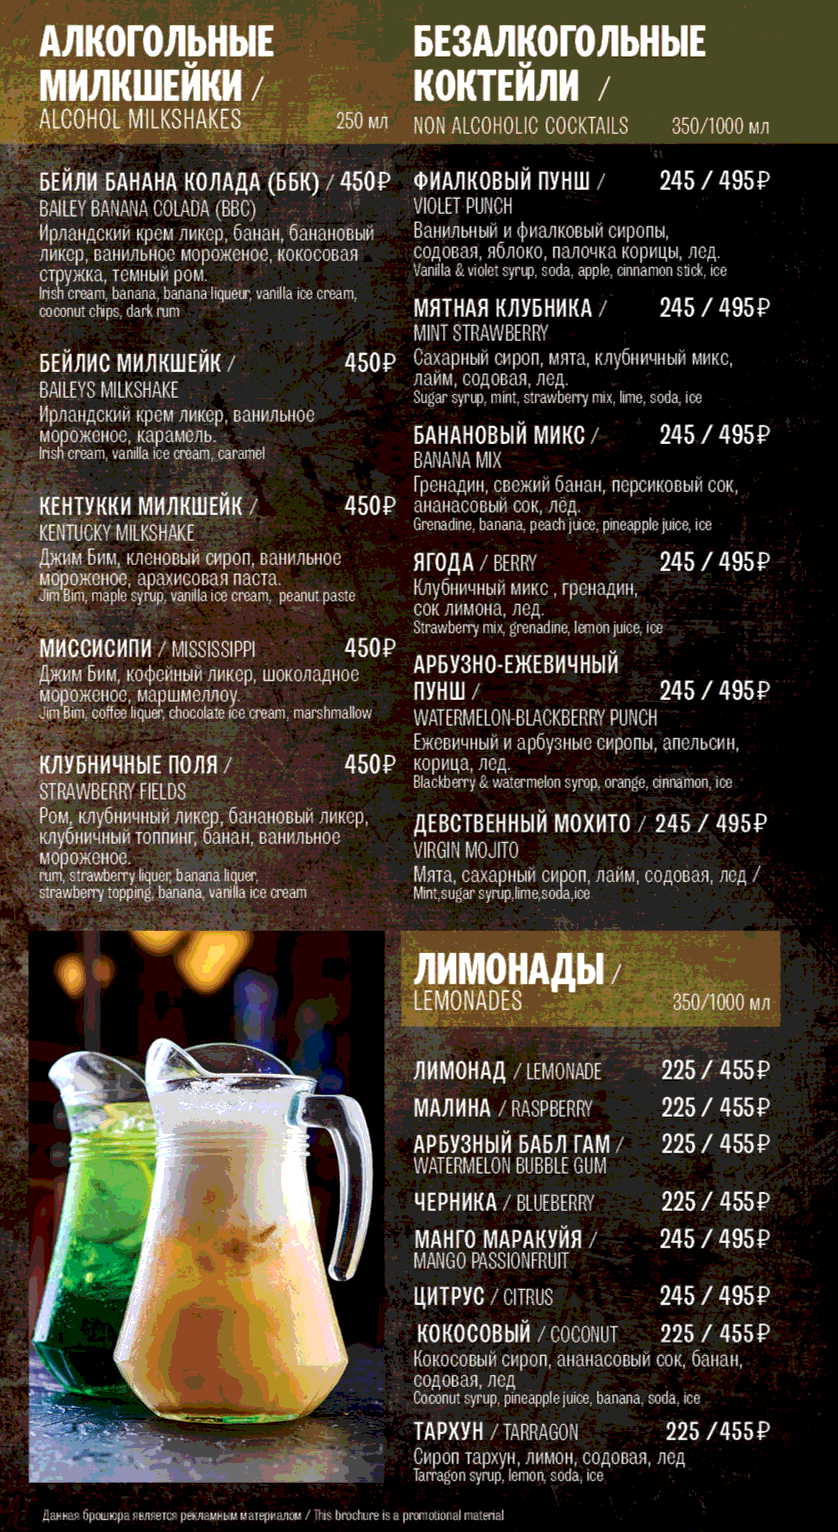 АЛКОГОЛЬНЫЕ
МИЛКШЕЙКИ /
ALCOHOL MILKSHAKES 250 мл
БЕЙЛИ БАНАНА КОЛАДА (ББК) / 450₽
BAILEY BANANA COLADA (BBC)
Ирландский крем ликер, банан, банановый
ликер, ванильное мороженое, кокосовая
стружка, темный ром.
Irish cream, banana, banana liqueur, vanilla ice cream,
coconut chips, dark rum
БЕЙЛИС МИЛКШЕЙК / 450₽
BAILEYS MILKSHAKE
Ирландский крем ликер, ванильное
мороженое, карамель.
Irish cream, vanilla ice cream, caramel
КЕНТУККИ МИЛКШЕЙК / 450₽
KENTUCKY MILKSHAKE
Джим Бим, кленовый сироп, ванильное
мороженое, арахисовая паста.
Jim Bim, maple syrup, vanilla ice cream, peanut paste
МИССИСИПИ / MISSISSIPPI 450₽
Джим Бим, кофейный ликер, шоколадное
мороженое, маршмеллоу.
Jim Bim, coffee liquer, chocolate ice cream, marshmallow
КЛУБНИЧНЫЕ ПОЛЯ / 450₽
STRAWBERRY FIELDS
Ром, клубничный ликер, банановый ликер,
клубничный топпинг, банан, ванильное
мороженое.
rum, strawberry liquer, banana liquer,
strawberry topping, banana, vanilla ice cream
БЕЗАЛКОГОЛЬНЫЕ
КОКТЕЙЛИ /
NON ALCOHOLIC COCKTAILS 350/1000 мл
ФИАЛКОВЫЙ ПУНШ / 245 / 495₽
VIOLET PUNCH
Ванильный и фиалковый сиропы,
содовая, яблоко, палочка корицы, лед.
Vanilla & violet syrup, soda, apple, cinnamon stick, ice
МЯТНАЯ КЛУБНИКА / 245 / 495₽
MINT STRAWBERRY
Сахарный сироп, мята, клубничный микс,
лайм, содовая, лед.
Sugar syrup, mint, strawberry mix, lime, soda, ice
БАНАНОВЫЙ МИКС / 245 / 495₽
BANANA MIX
Гренадин, свежий банан, персиковый сок,
ананасовый сок, лёд.
Grenadine, banana, peach juice, pineapple juice, ice
ЯГОДА / BERRY 245 / 495₽
Клубничный микс , гренадин,
сок лимона, лед.
Strawberry mix, grenadine, lemon juice, ice
АРБУЗНО-ЕЖЕВИЧНЫЙ
ПУНШ / 245 / 495₽
WATERMELON-BLACKBERRY PUNCH
Ежевичный и арбузные сиропы, апельсин,
корица, лед.
Blackberry & watermelon syrop, orange, cinnamon, ice
ДЕВСТВЕННЫЙ МОХИТО / 245 / 495₽
VIRGIN MOJITO
Мята, сахарный сироп, лайм, содовая, лед /
Mint,sugar syrup,lime,soda,ice
ЛИМОНАДЫ /
LEMONADES 350/1000 мл
ЛИМОНАД / LEMONADE 225 / 455₽
МАЛИНА / RASPBERRY 225 / 455₽
АРБУЗНЫЙ БАБЛ ГАМ / 225 / 455₽
WATERMELON BUBBLE GUM
ЧЕРНИКА / BLUEBERRY 225 / 455₽
МАНГО МАРАКУЙЯ / 245 / 495₽
MANGO PASSIONFRUIT
ЦИТРУС / CITRUS 245 / 495₽
КОКОСОВЫЙ / COCONUT 225 / 455₽
Кокосовый сироп, ананасовый сок, банан,
содовая, лед
Coconut syrup, pineapple juice, banana, soda, ice
ТАРХУН / TARRAGON 225 /455₽
Сироп тархун, лимон, содовая, лед
Tarragon syrup, lemon, soda, ice
Данная брошюра является рекламным материалом / This brochure is a promotional material